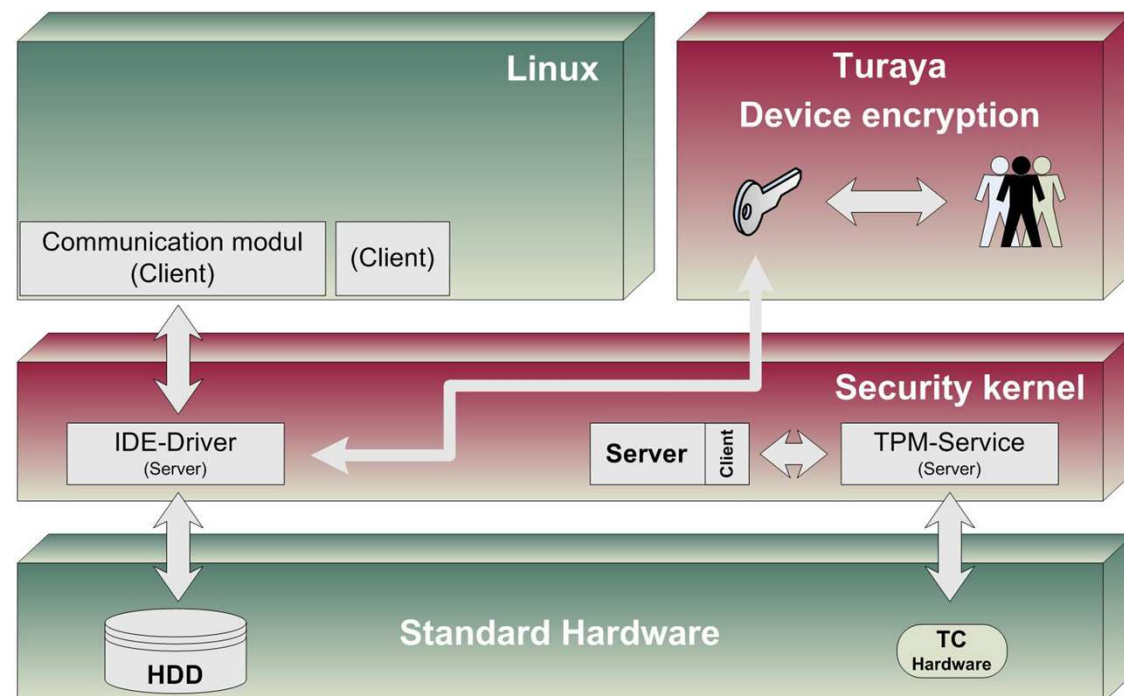 Linux
Turaya
Device encryption
Communication modul
(Client)
(Client)
Security kernel
IDE-Driver
(Server)
Server
Client
TPM-Service
(Server)
Standard Hardware
HDD
TC
Hardware